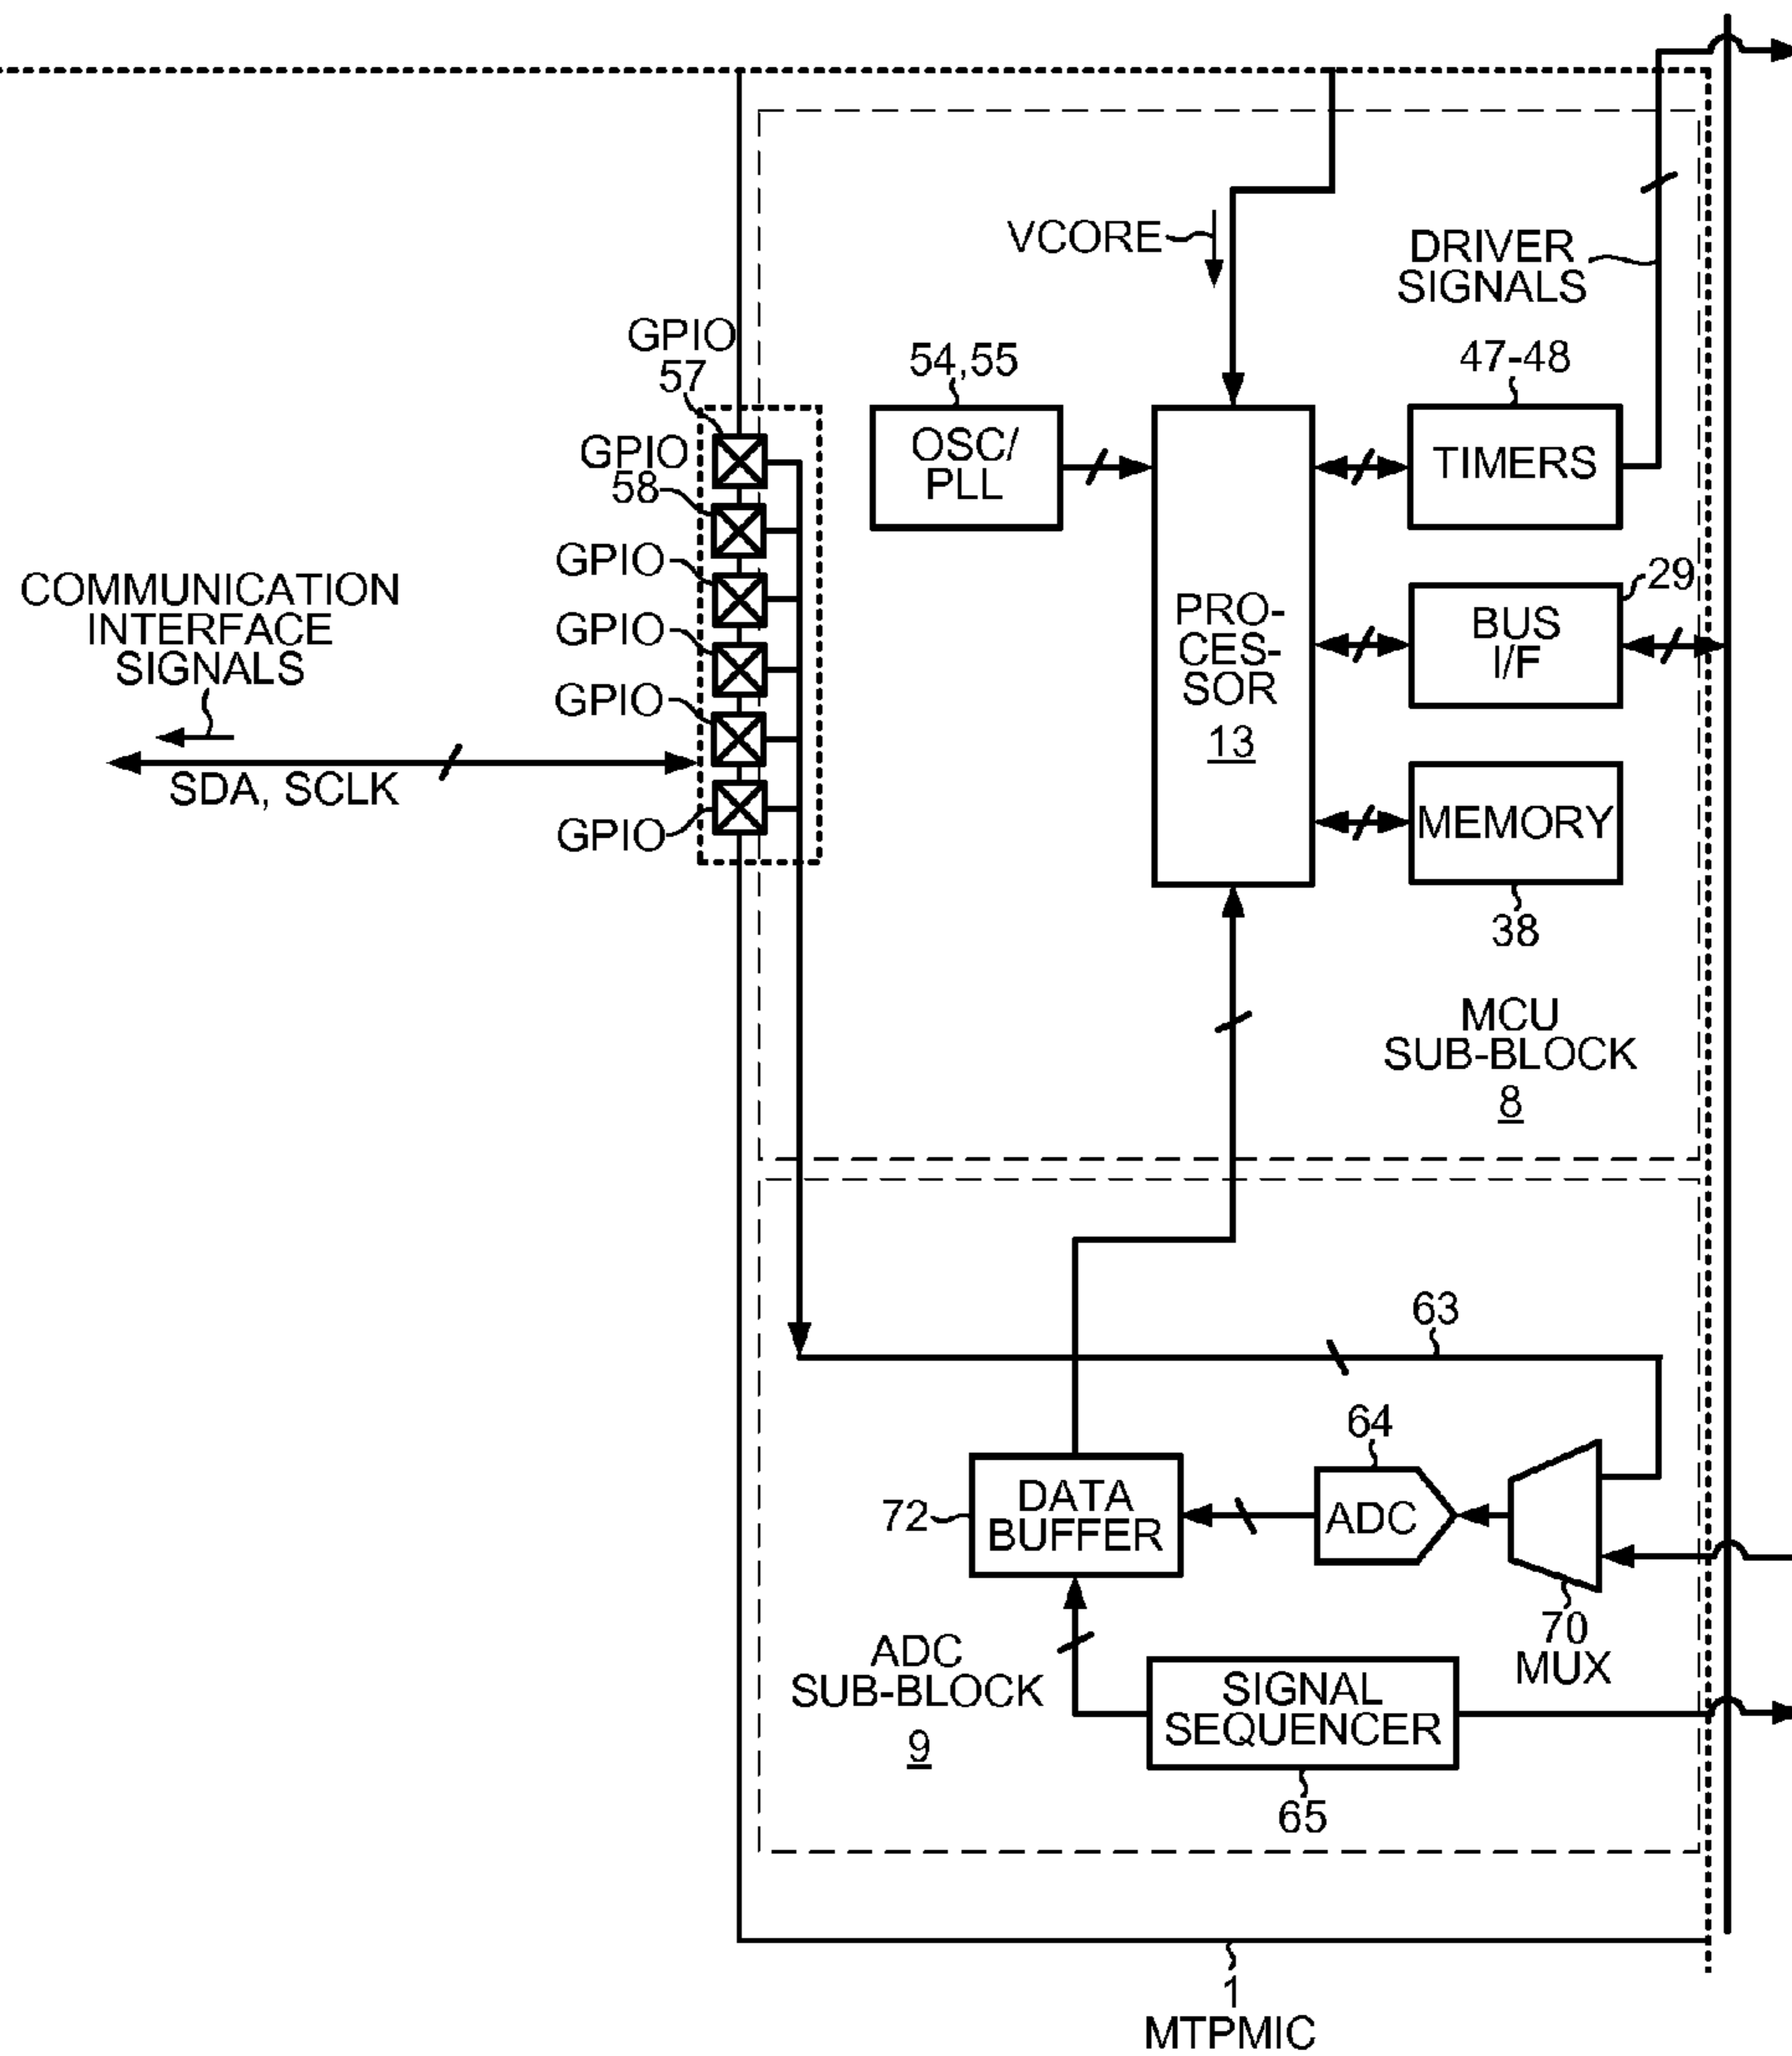 VCORE
DRIVER
SIGNALS
GPIO
57
54,55
47-48
OSC/
PLL
TIMERS
GPIO
58
GPIO
GPIO
GPIO
GPIO
COMMUNICATION
INTERFACE
SIGNALS
SDA, SCLK
PRO-
CES-
SOR
13
29
BUS
I/F
MEMORY
38
MCU
SUB-BLOCK
8
63
64
72
DATA
BUFFER
ADC
70
MUX
ADC
SUB-BLOCK
9
SIGNAL
SEQUENCER
65
1
MTPMIC